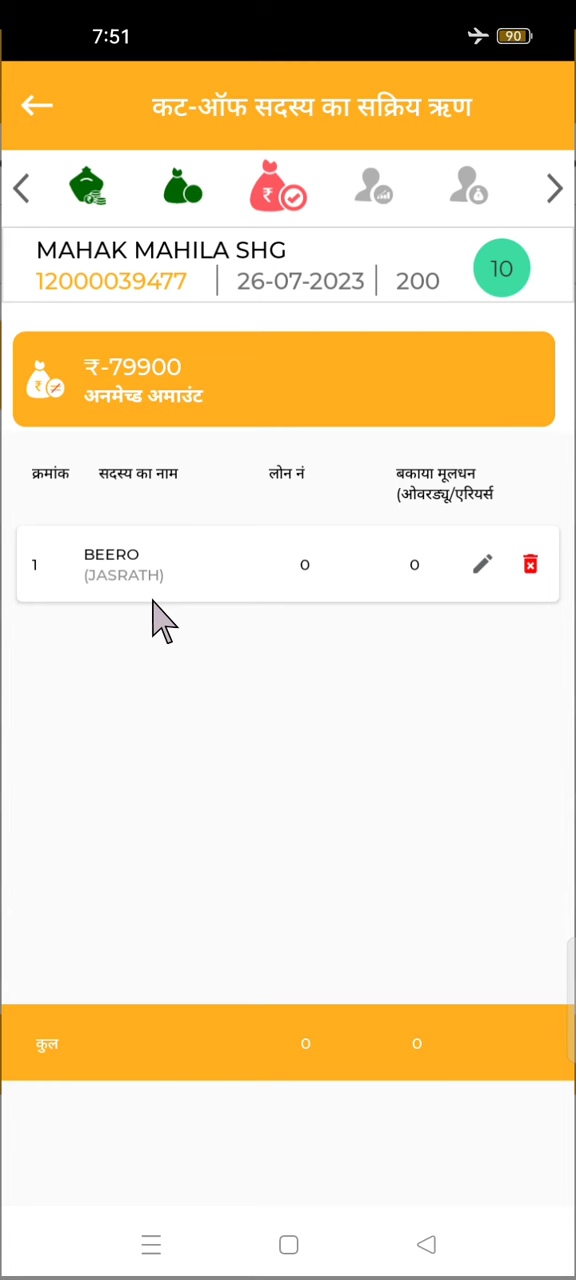 7:51
90
कट-ऑफ सदस्य का सक्रिय ऋण
MAHAK MAHILA SHG
12000039477 | 26-07-2023 | 200
10
₹-79900
अनमेच्ड अमाउंट
क्रमांक सदस्य का नाम लोन नं बकाया मूलधन
(ओवरड्यू/एरियर्स
1 BEERO 0 0
(JASRATH)
कुल 0 0